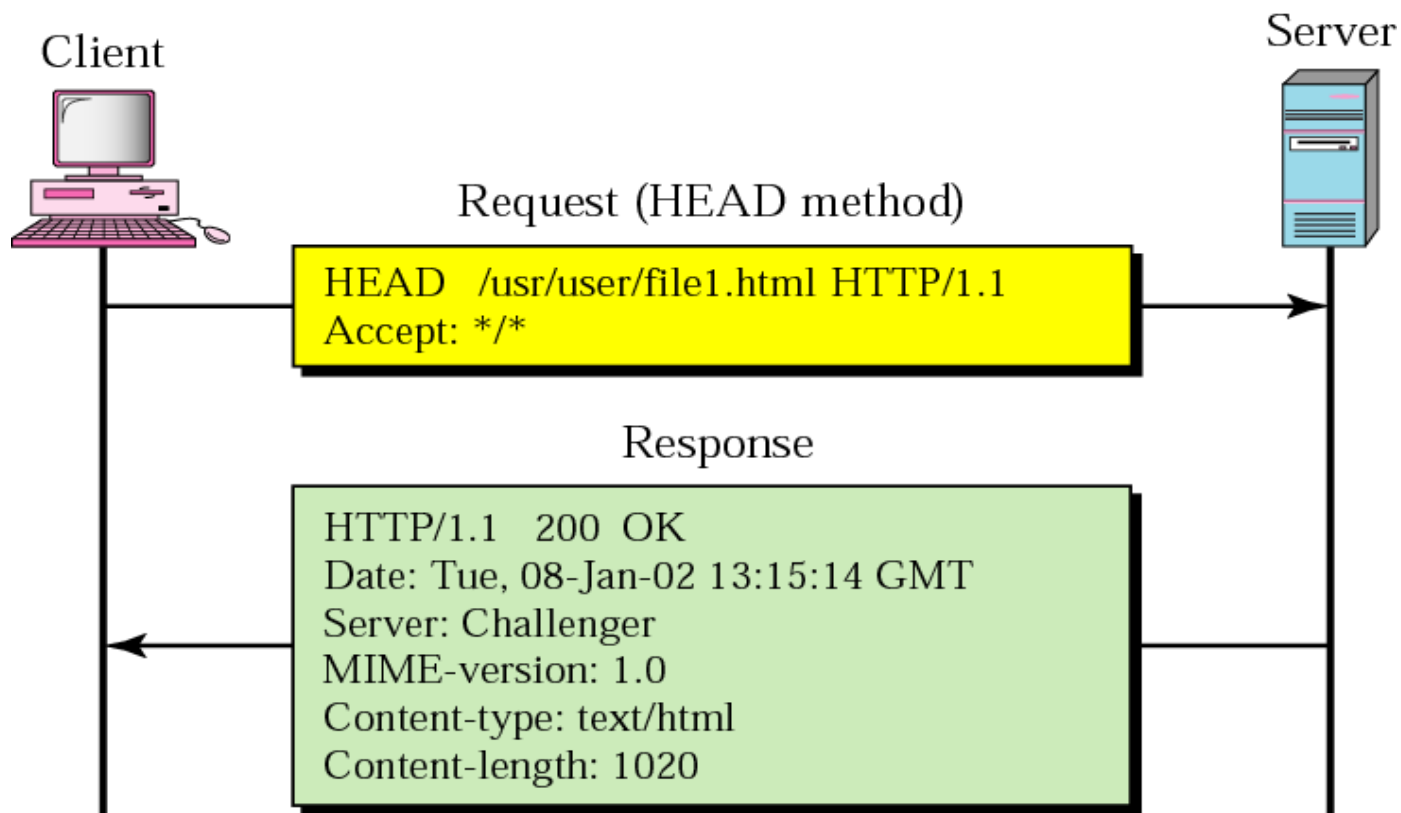 Client
Server
Request (HEAD method)
HEAD /usr/user/file1.html HTTP/1.1
Accept: */*
Response
HTTP/1.1 200 OK
Date: Tue, 08-Jan-02 13:15:14 GMT
Server: Challenger
MIME-version: 1.0
Content-type: text/html
Content-length: 1020